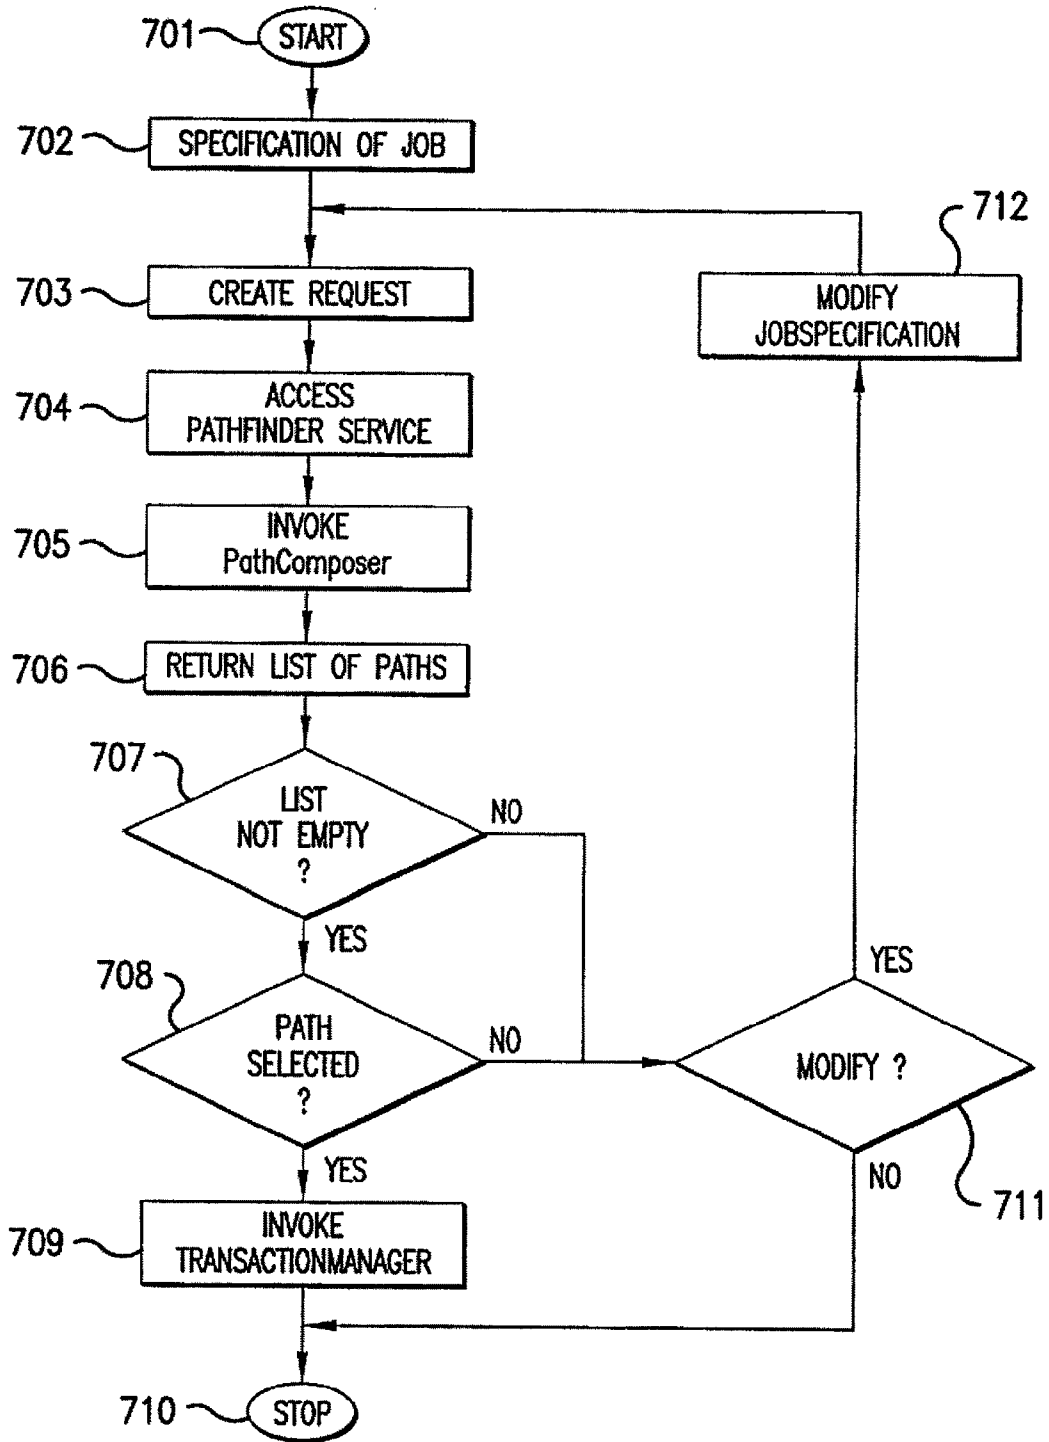 701
START
702
SPECIFICATION OF JOB
712
703
CREATE REQUEST
MODIFY
JOBSPECIFICATION
704
ACCESS
PATHFINDER SERVICE
705
INVOKE
PathComposer
706
RETURN LIST OF PATHS
707
LIST
NOT EMPTY
?
NO
YES
708
PATH
SELECTED
?
NO
YES
MODIFY ?
YES
NO
711
709
INVOKE
TRANSACTIONMANAGER
710
STOP